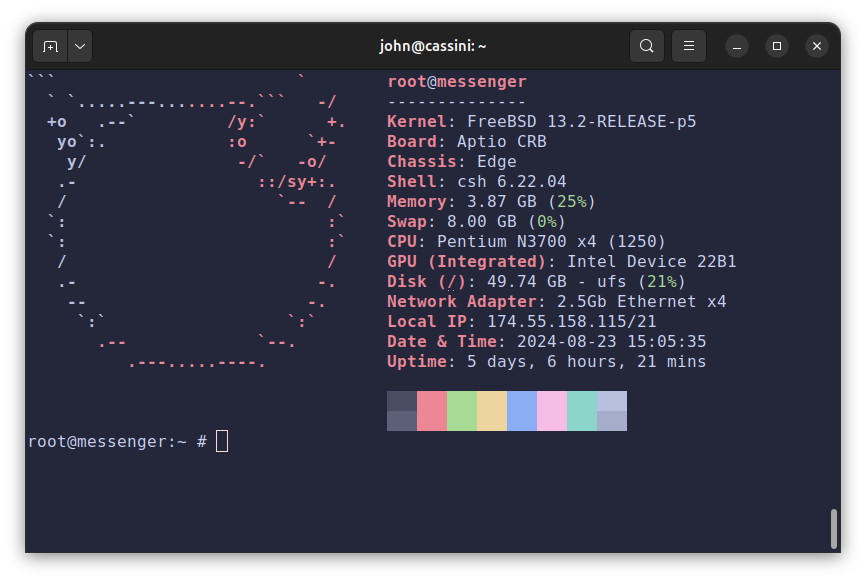 john@cassini: ~
root@messenger
--------------
Kernel: FreeBSD 13.2-RELEASE-p5
Board: Aptio CRB
Chassis: Edge
Shell: csh 6.22.04
Memory: 3.87 GB (25%)
Swap: 8.00 GB (0%)
CPU: Pentium N3700 x4 (1250)
GPU (Integrated): Intel Device 22B1
Disk (/): 49.74 GB - ufs (21%)
Network Adapter: 2.5Gb Ethernet x4
Local IP: 174.55.158.115/21
Date & Time: 2024-08-23 15:05:35
Uptime: 5 days, 6 hours, 21 mins
root@messenger:~ #